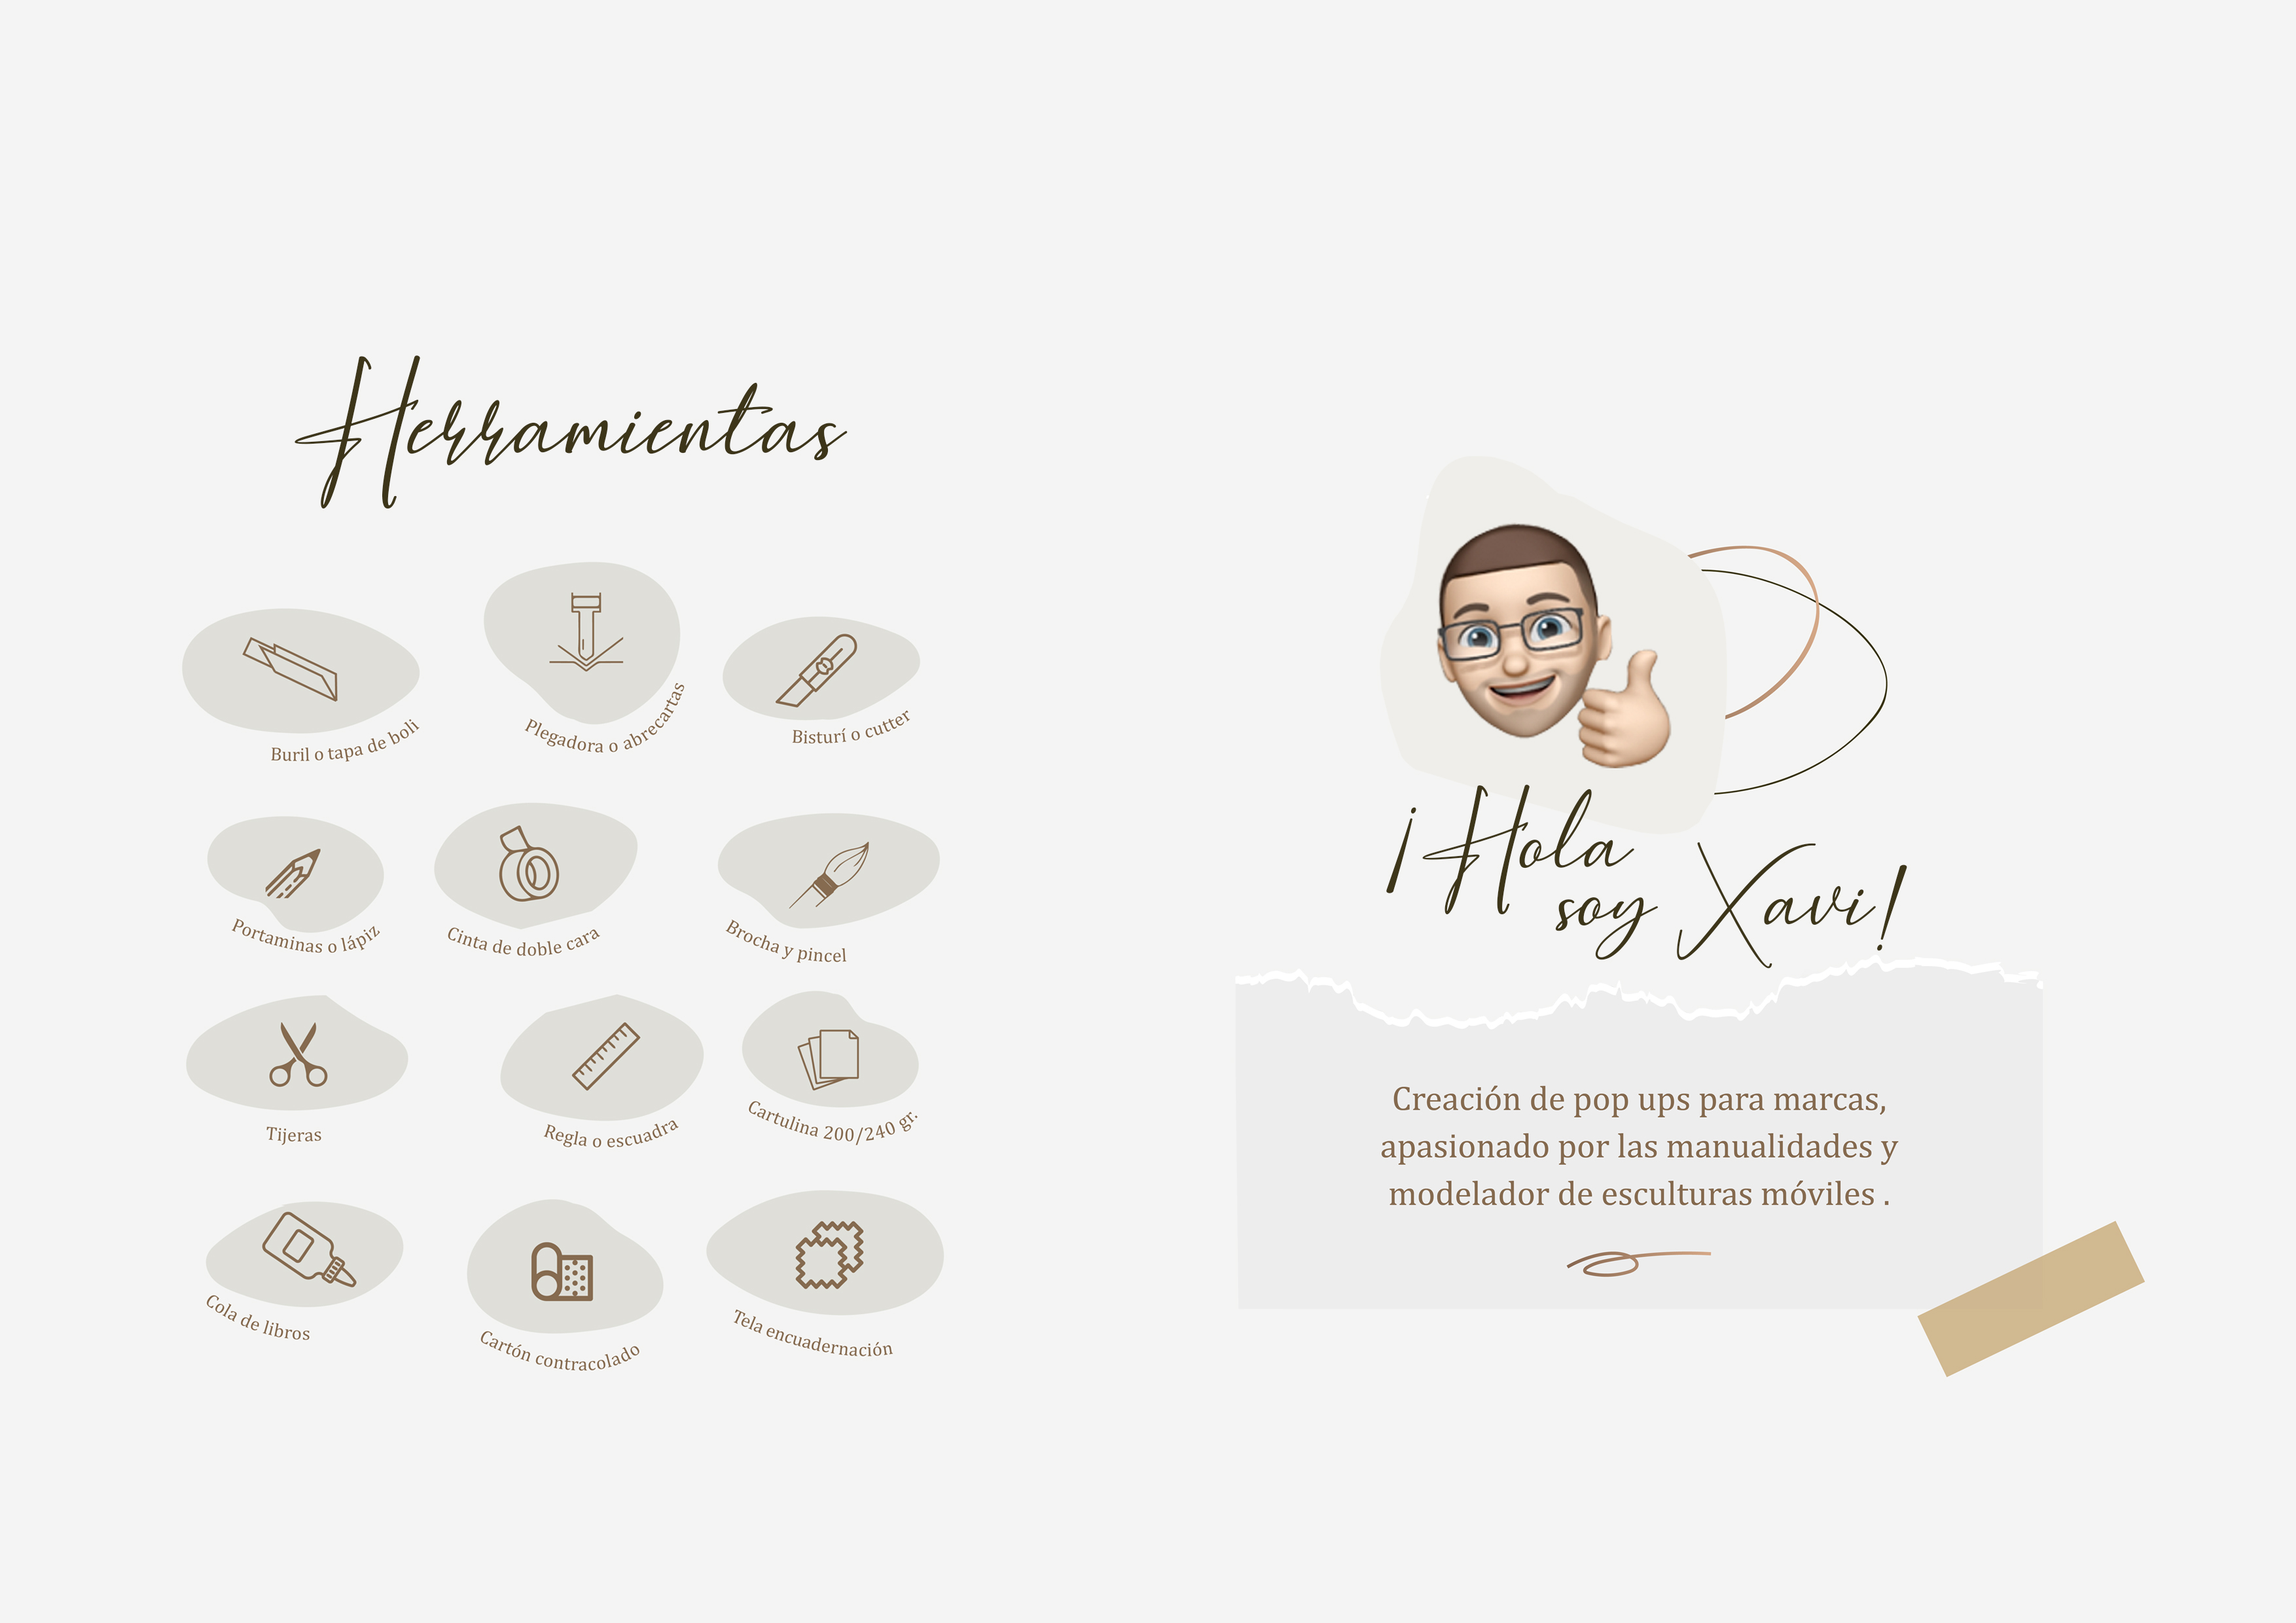 Herramientas
Buril o tapa de boli
Plegadora o abrecartas
Bisturí o cutter
Portaminas o lápiz
Cinta de doble cara
Brocha y pincel
Tijeras
Regla o escuadra
Cartulina 200/240 gr.
Cola de libros
Cartón contracolado
Tela encuadernación
¡Hola
soy Xavi!
Creación de pop ups para marcas,
apasionado por las manualidades y
modelador de esculturas móviles .